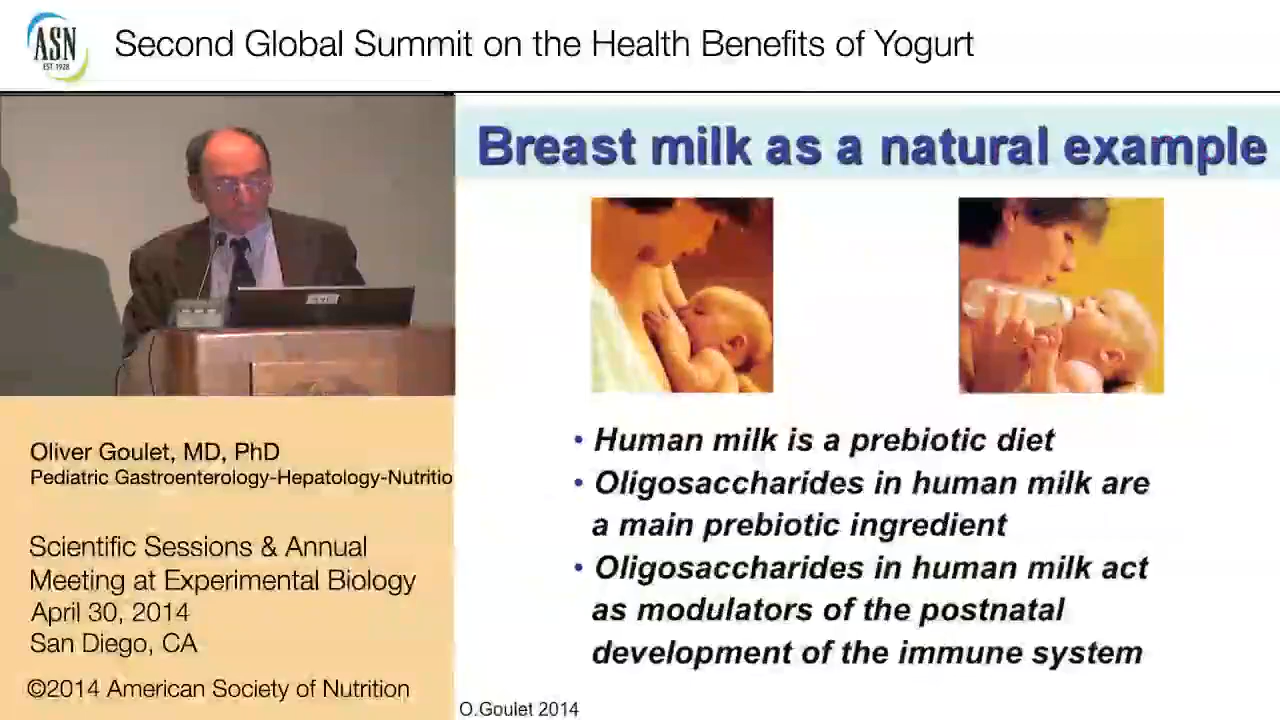 ASN
EST. 1928
Second Global Summit on the Health Benefits of Yogurt
Breast milk as a natural example
Oliver Goulet, MD, PhD
Pediatric Gastroenterology-Hepatology-Nutritio
Scientific Sessions & Annual
Meeting at Experimental Biology
April 30, 2014
San Diego, CA
©2014 American Society of Nutrition
• Human milk is a prebiotic diet
• Oligosaccharides in human milk are
a main prebiotic ingredient
• Oligosaccharides in human milk act
as modulators of the postnatal
development of the immune system
O.Goulet 2014